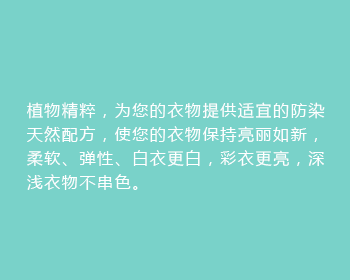 植物精粹，为您的衣物提供适宜的防染
天然配方，使您的衣物保持亮丽如新，
柔软、弹性、白衣更白，彩衣更亮，深
浅衣物不串色。